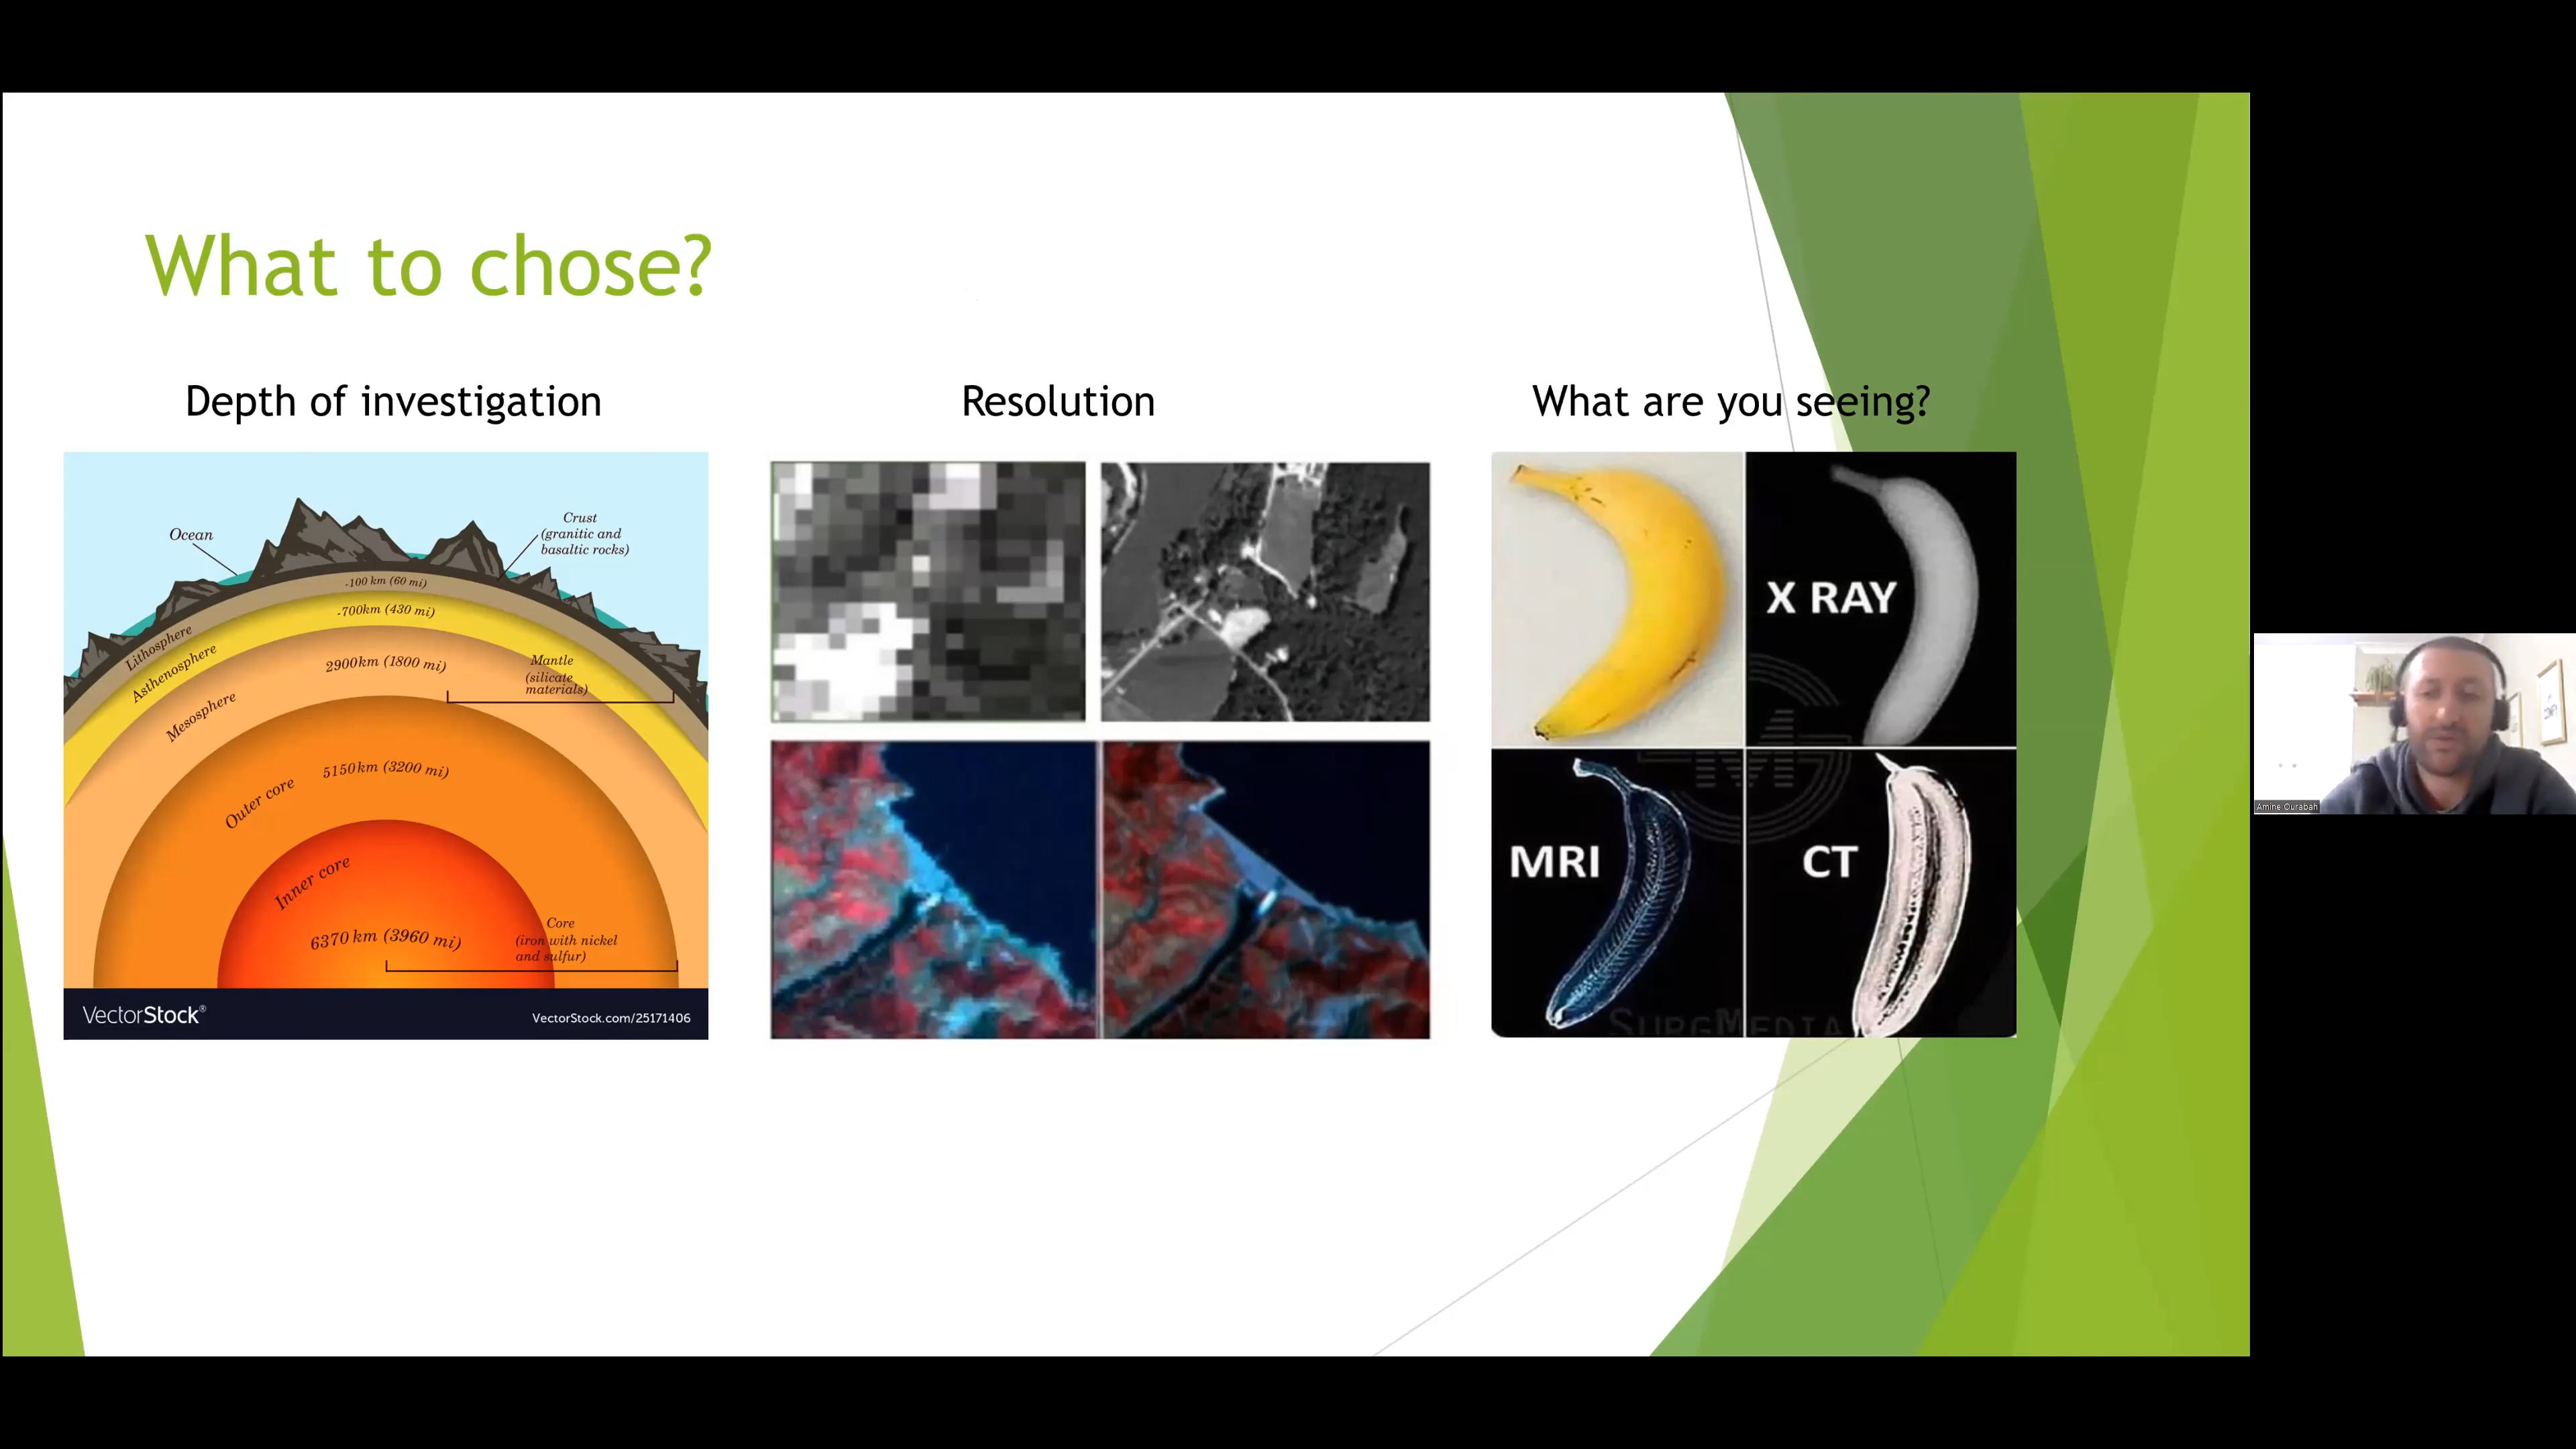 What to chose?
Depth of investigation
Resolution
What are you seeing?
Ocean
Crust
(granitic and
basaltic rocks)
-100 km (60 mi)
-700km (430 mi)
Lithosphere
Asthenosphere
Mesosphere
2900km (1800 mi)
Mantle
(silicate
materials)
Outer core
5150km (3200 mi)
Inner core
6370 km (3960 mi)
Core
(iron with nickel
and sulfur)
VectorStock®
VectorStock.com/25171406
X RAY
MRI
CT
SURGMEDIA
Amine Ourabah